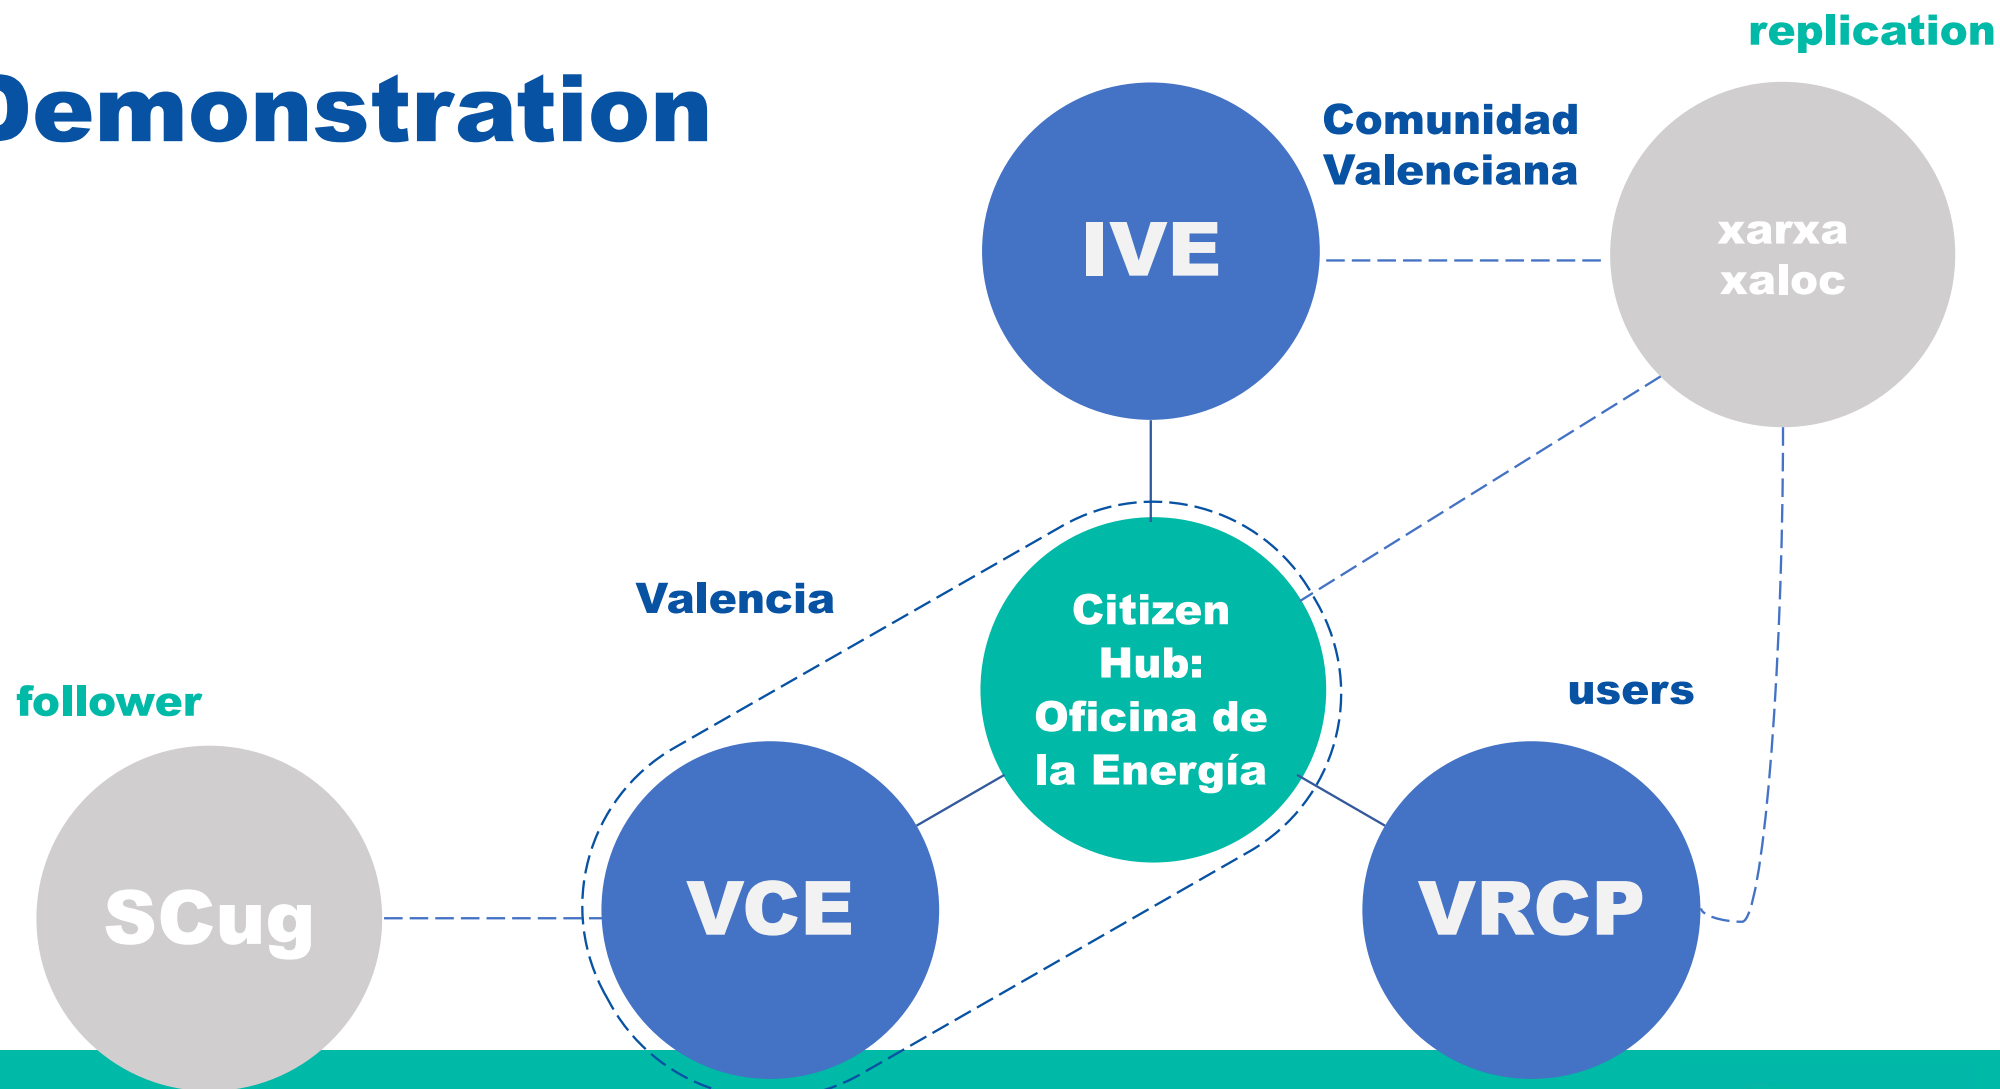 replication
Demonstration
Comunidad
Valenciana
IVE
xarxa
xaloc
Valencia
Citizen
Hub:
Oficina de
la Energía
follower
users
SCug
VCE
VRCP